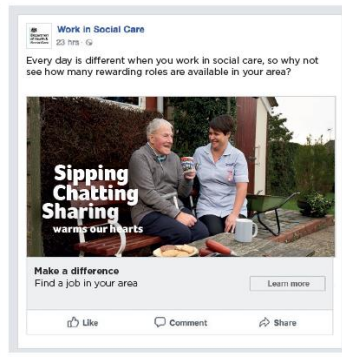 Work in Social Care
23 hrs
Every day is different when you work in social care, so why not
see how many rewarding roles are available in your area?
Sipping
Chatting
Sharing
warms our hearts
Make a difference
Find a job in your area
Learn more
Like
Comment
Share